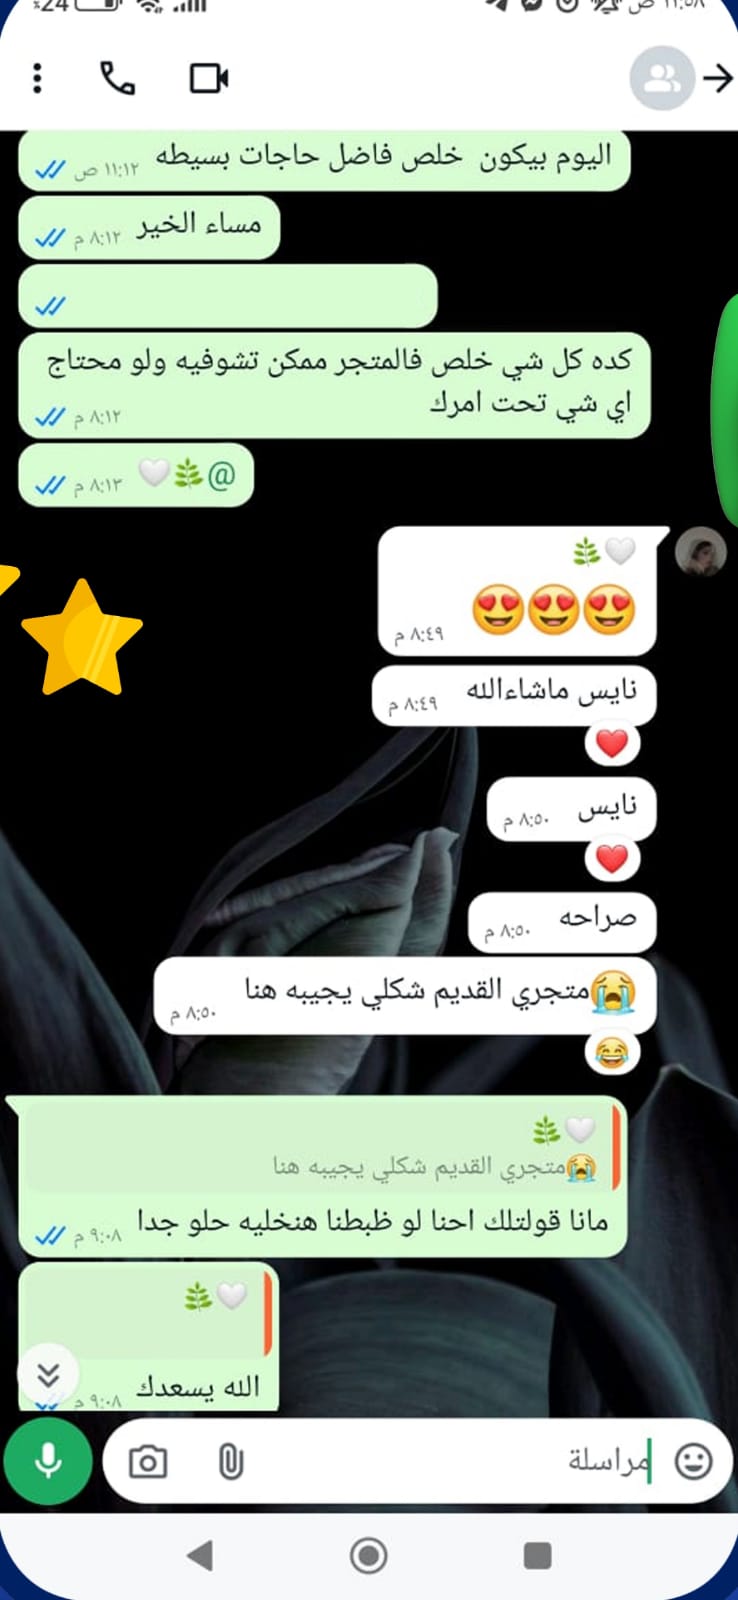 ٪24 ١١:٥٨ ص
اليوم بيكون خلص فاضل حاجات بسيطه
١١:١٢ ص
مساء الخير
٨:١٢ م
كده كل شي خلص فالمتجر ممكن تشوفيه ولو محتاج
اي شي تحت امرك
٨:١٢ م
@🌿🤍
٨:١٣ م
🤍🌿
😍😍😍
٨:٤٩ م
نايس ماشاءالله
٨:٤٩ م
❤️
نايس
٨:٥٠ م
❤️
صراحه
٨:٥٠ م
😭متجري القديم شكلي يجيبه هنا
٨:٥٠ م
😂
🤍🌿
😭متجري القديم شكلي يجيبه هنا
مانا قولتلك احنا لو ظبطنا هنخليه حلو جدا
٩:٠٨ م
🤍🌿
الله يسعدك
٩:٠٨ م
مراسلة